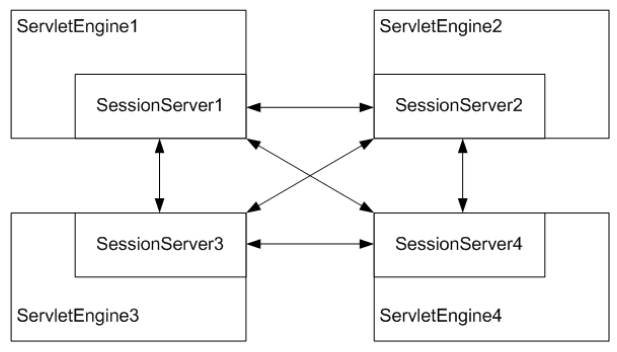 ServletEngine1
ServletEngine2
SessionServer1
SessionServer2
SessionServer3
SessionServer4
ServletEngine3
ServletEngine4